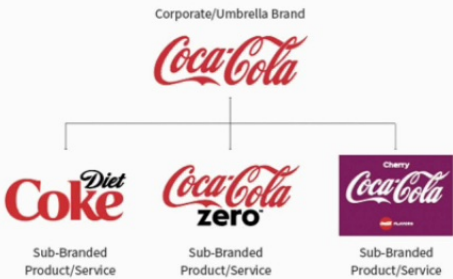 Corporate/Umbrella Brand
Coca-Cola
Diet
Coke
Coca-Cola
zero™
Cherry
Coca-Cola
Sub-Branded
Product/Service
Sub-Branded
Product/Service
Sub-Branded
Product/Service